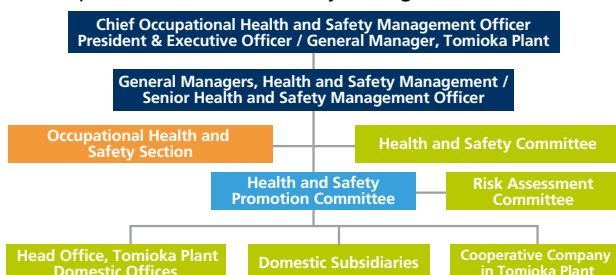 Chief Occupational Health and Safety Management Officer
President & Executive Officer / General Manager, Tomioka Plant
General Managers, Health and Safety Management /
Senior Health and Safety Management Officer
Occupational Health and
Safety Section
Health and Safety Committee
Health and Safety
Promotion Committee
Risk Assessment
Committee
Head Office, Tomioka Plant
Domestic Offices
Domestic Subsidiaries
Cooperative Company
in Tomioka Plant